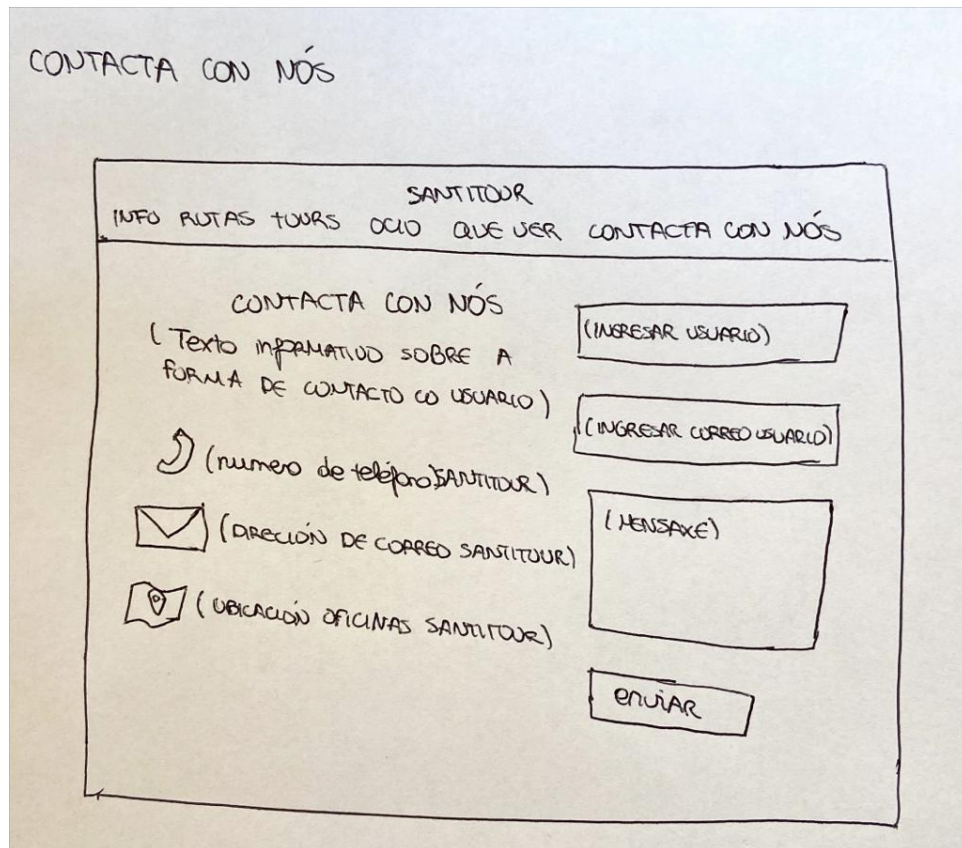 CONTACTA CON NÓS
SANTITOUR
INFO RUTAS TOURS OCIO QUE VER CONTACTA CON NÓS
CONTACTA CON NÓS
(Texto INFORMATIVO SOBRE A
FORMA DE CONTACTO CO USUARIO)
(numero de teléfono SANTITOUR)
(DIRECIÓN DE CORREO SANTITOUR)
(UBICACIÓN OFICINAS SANTITOUR)
(INGRESAR USUARIO)
(INGRESAR CORREO USUARIO)
(MENSAXE)
ENVIAR